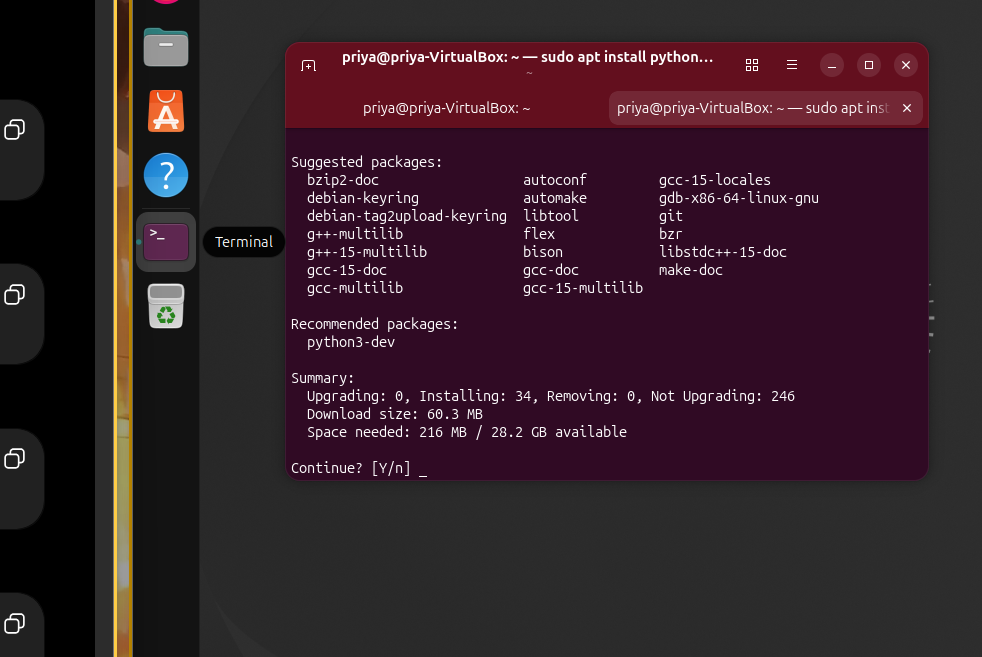 priya@priya-VirtualBox: ~ — sudo apt install python…
~
priya@priya-VirtualBox: ~
priya@priya-VirtualBox: ~ — sudo apt inst
Suggested packages:
bzip2-doc autoconf gcc-15-locales
debian-keyring automake gdb-x86-64-linux-gnu
debian-tag2upload-keyring libtool git
g++-multilib flex bzr
g++-15-multilib bison libstdc++-15-doc
gcc-15-doc gcc-doc make-doc
gcc-multilib gcc-15-multilib
Recommended packages:
python3-dev
Summary:
Upgrading: 0, Installing: 34, Removing: 0, Not Upgrading: 246
Download size: 60.3 MB
Space needed: 216 MB / 28.2 GB available
Continue? [Y/n] _
>_
Terminal
?